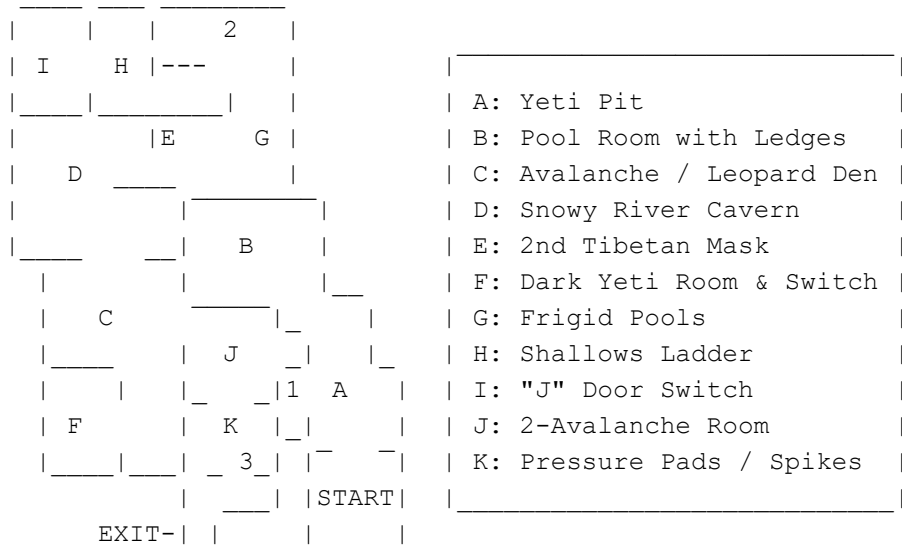 2
I H
A: Yeti Pit
E G B: Pool Room with Ledges
D C: Avalanche / Leopard Den
D: Snowy River Cavern
B E: 2nd Tibetan Mask
F: Dark Yeti Room & Switch
C G: Frigid Pools
J H: Shallows Ladder
1 A I: "J" Door Switch
F K J: 2-Avalanche Room
3 K: Pressure Pads / Spikes
START
EXIT-